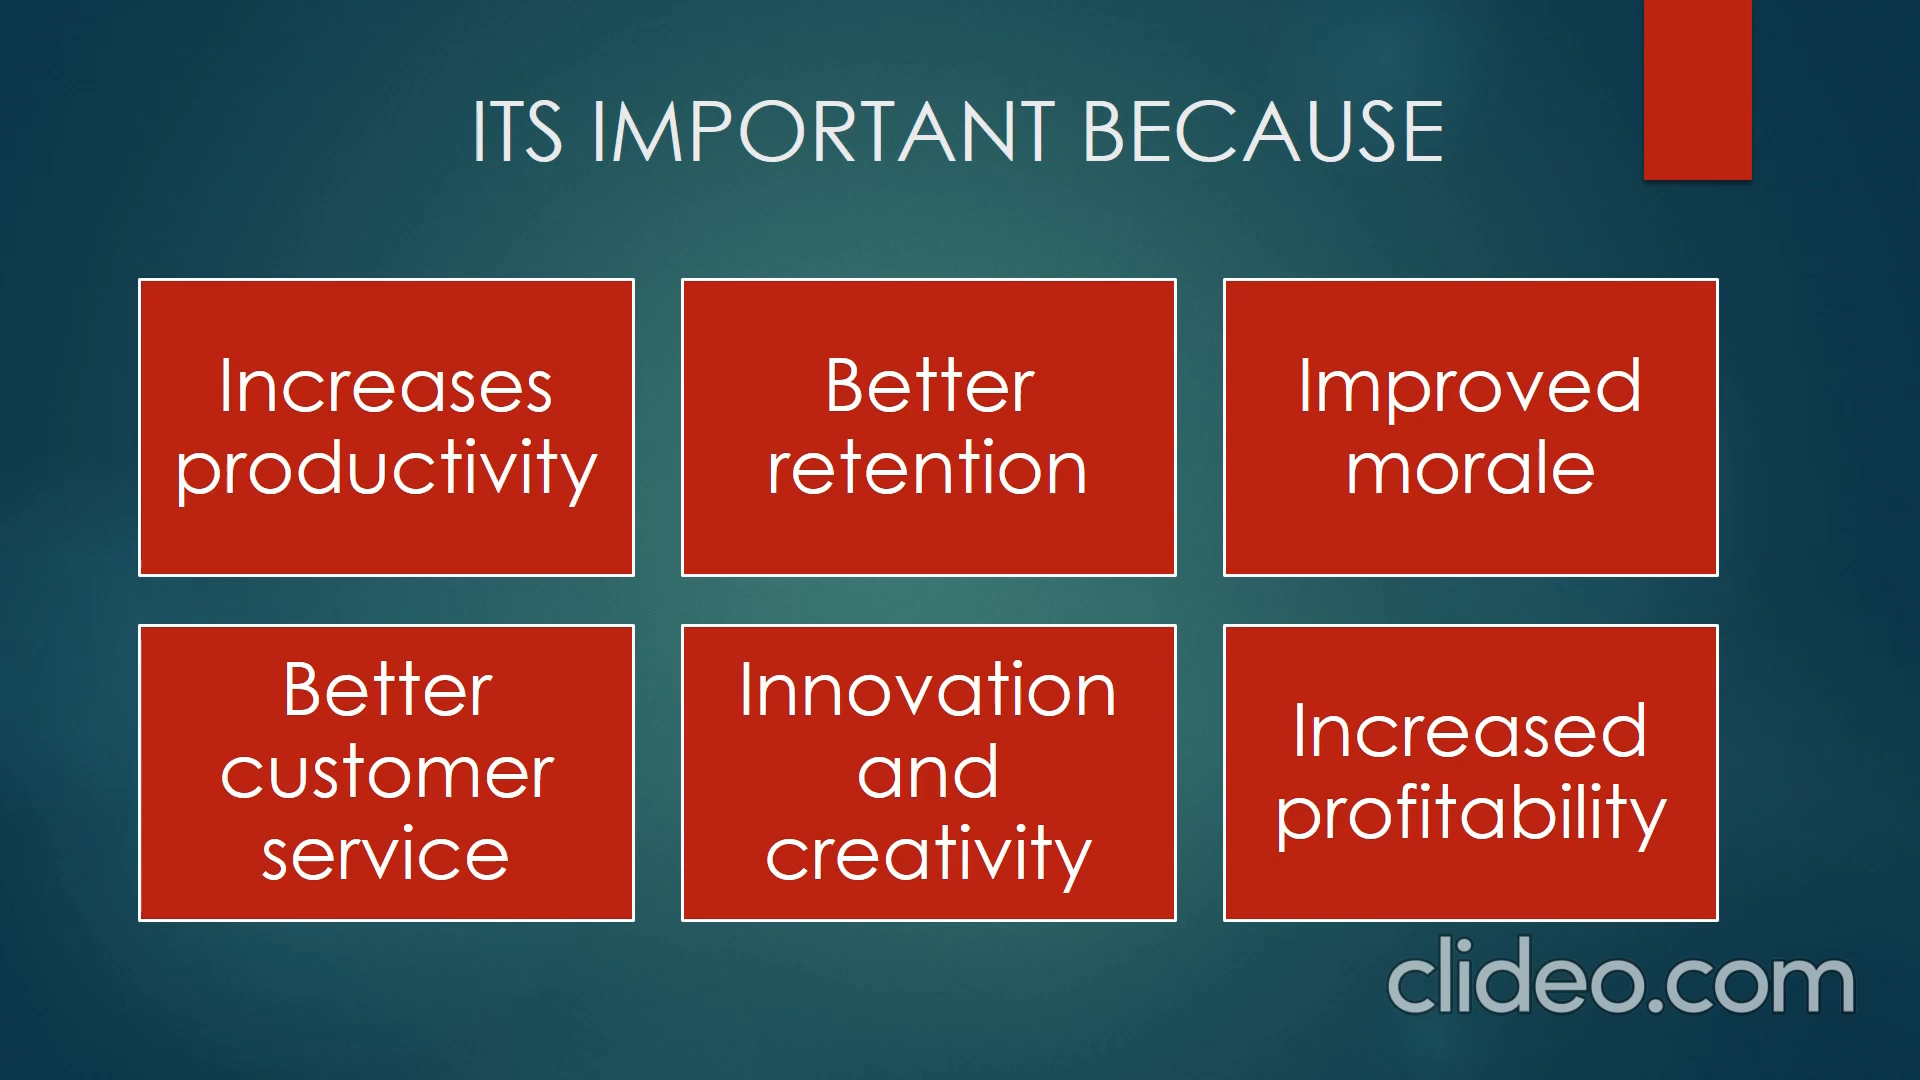 ITS IMPORTANT BECAUSE
Increases
productivity
Better
retention
Improved
morale
Better
customer
service
Innovation
and
creativity
Increased
profitability
clideo.com